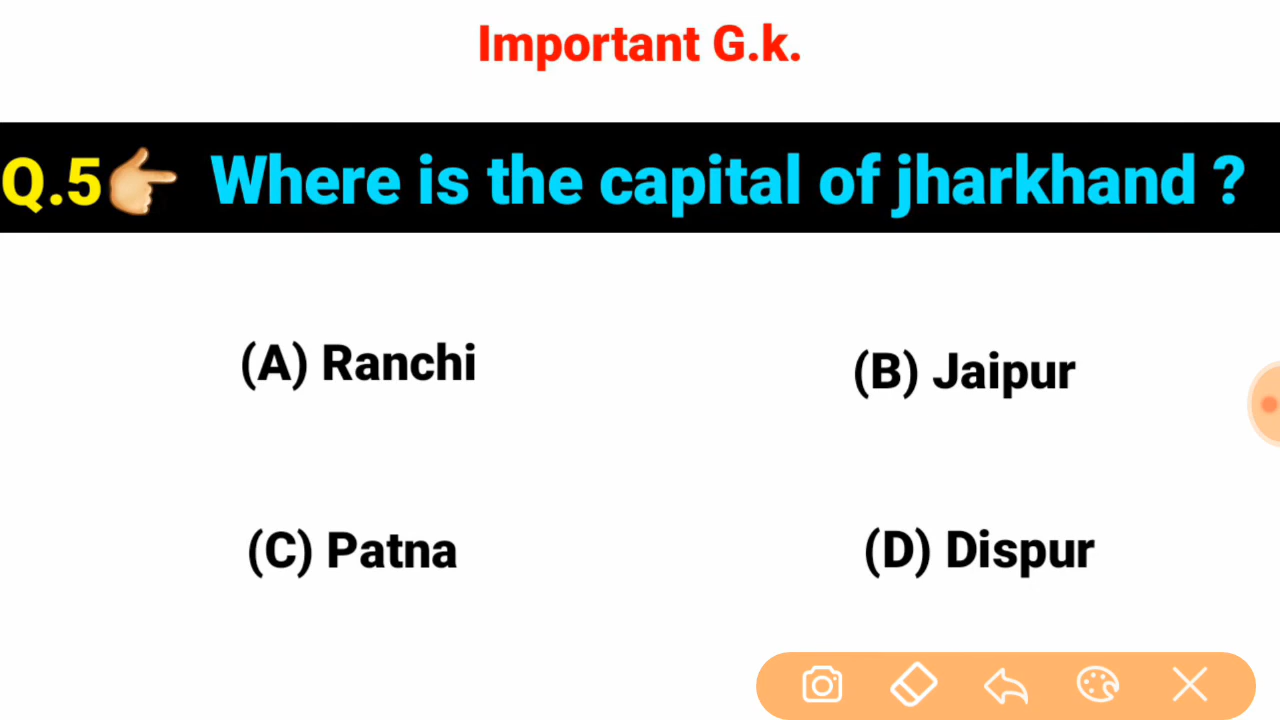 Important G.k.
Q.5👉 Where is the capital of jharkhand ?
(A) Ranchi
(B) Jaipur
(C) Patna
(D) Dispur